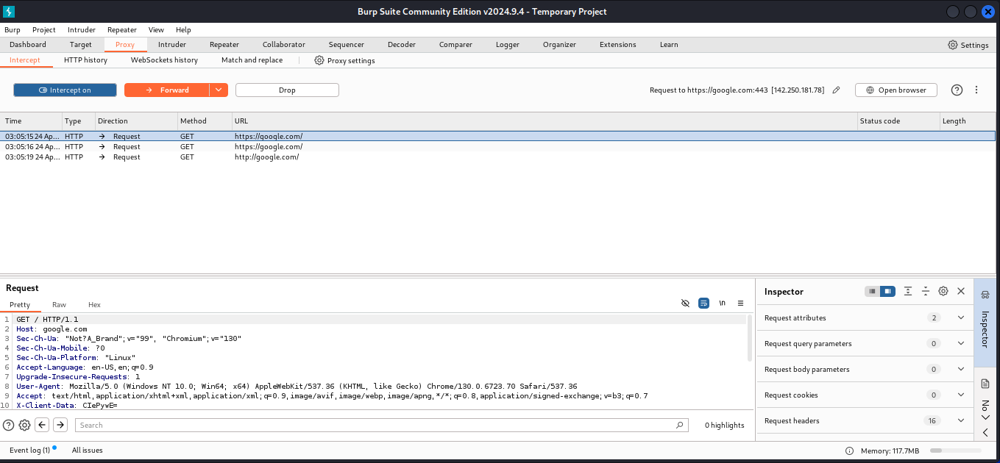 Burp Suite Community Edition v2024.9.4 - Temporary Project
Burp Project Intruder Repeater View Help
Dashboard Target Proxy Intruder Repeater Collaborator Sequencer Decoder Comparer Logger Organizer Extensions Learn Settings
Intercept HTTP history WebSockets history Match and replace Proxy settings
Intercept on Forward Drop Request to https://google.com:443 [142.250.181.78] Open browser
Time Type Direction Method URL Status code Length
03:05:15 24 Ap... HTTP → Request GET https://google.com/
03:05:16 24 Ap... HTTP → Request GET https://google.com/
03:05:19 24 Ap... HTTP → Request GET http://google.com/
Request
Pretty Raw Hex \n
1 GET / HTTP/1.1
2 Host: google.com
3 Sec-Ch-Ua: "Not?A_Brand";v="99", "Chromium";v="130"
4 Sec-Ch-Ua-Mobile: ?0
5 Sec-Ch-Ua-Platform: "Linux"
6 Accept-Language: en-US,en;q=0.9
7 Upgrade-Insecure-Requests: 1
8 User-Agent: Mozilla/5.0 (Windows NT 10.0; Win64; x64) AppleWebKit/537.36 (KHTML, like Gecko) Chrome/130.0.6723.70 Safari/537.36
9 Accept: text/html,application/xhtml+xml,application/xml;q=0.9,image/avif,image/webp,image/apng,*/*;q=0.8,application/signed-exchange;v=b3;q=0.7
10 X-Client-Data: CIePywE=
Search 0 highlights
Inspector
Request attributes 2
Request query parameters 0
Request body parameters 0
Request cookies 0
Request headers 16
Inspector
No
Event log (1) All issues Memory: 117.7MB